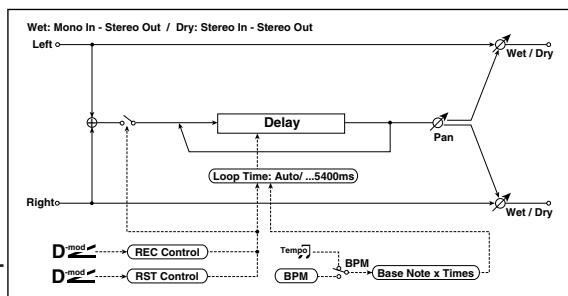 Wet: Mono In - Stereo Out / Dry: Stereo In - Stereo Out
Left
Wet / Dry
Delay
Pan
Loop Time: Auto/ ...5400ms
Right
Wet / Dry
D-mod
REC Control
Tempo
D-mod
RST Control
BPM
BPM
Base Note x Times